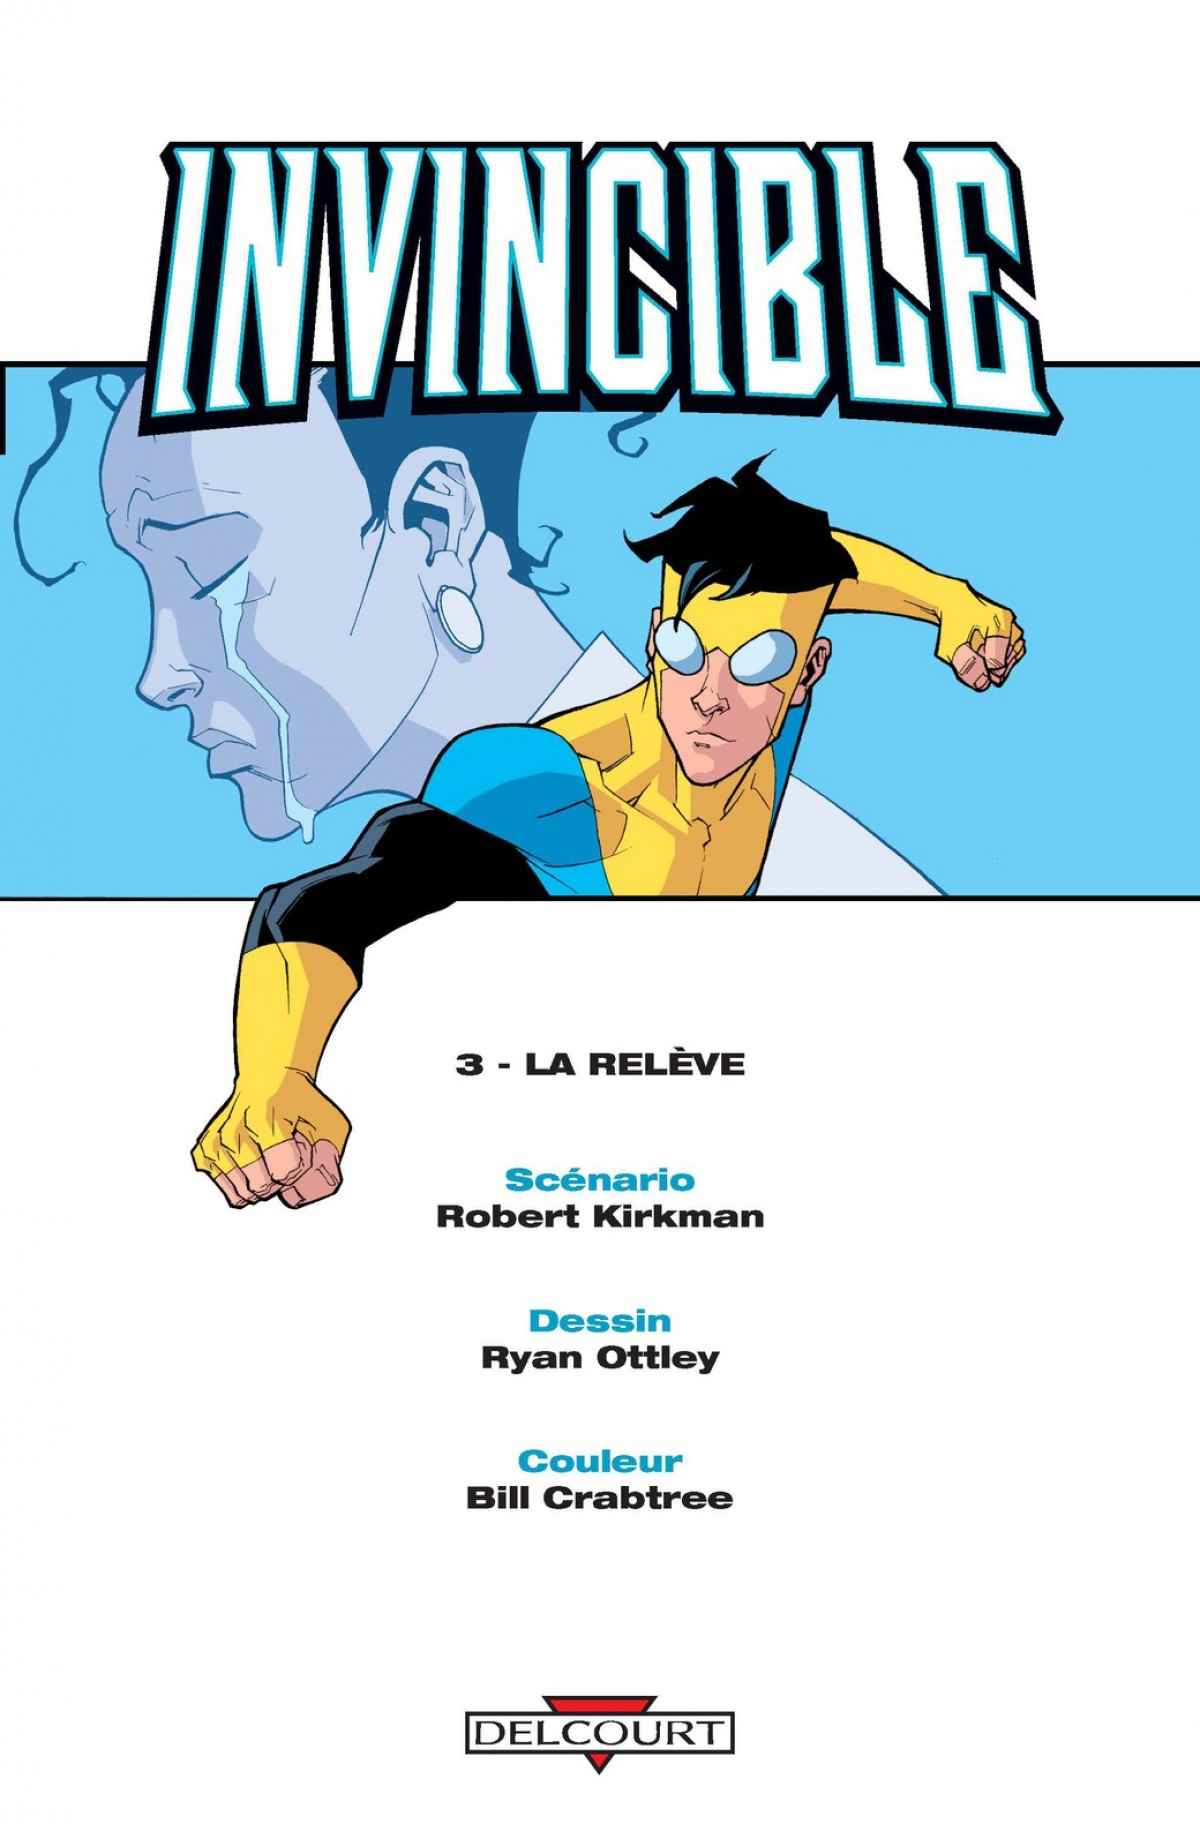 INVINCIBLE
3 - LA RELÈVE
Scénario
Robert Kirkman
Dessin
Ryan Ottley
Couleur
Bill Crabtree
DELCOURT